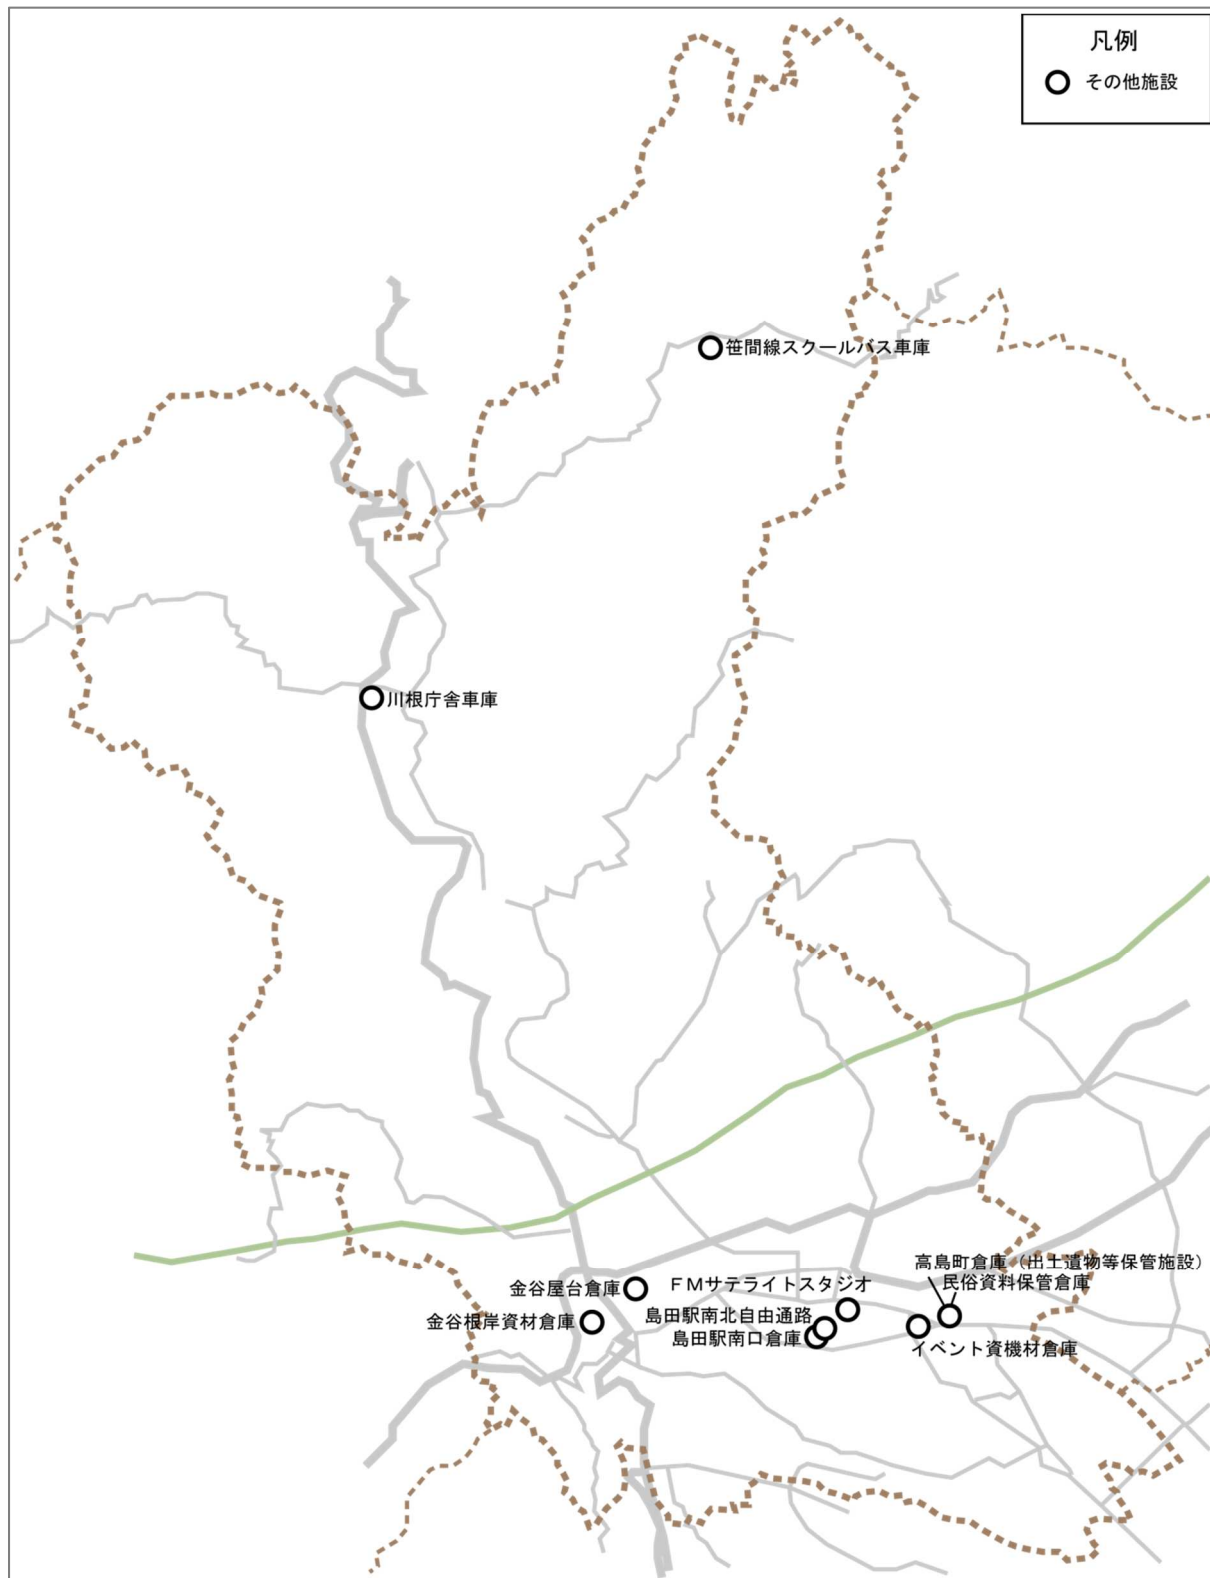 凡例
その他施設
笹間線スクールバス車庫
川根庁舎車庫
高島町倉庫（出土遺物等保管施設）
民俗資料保管倉庫
金谷屋台倉庫
ＦＭサテライトスタジオ
金谷根岸資材倉庫
島田駅南北自由通路
島田駅南口倉庫
イベント資機材倉庫